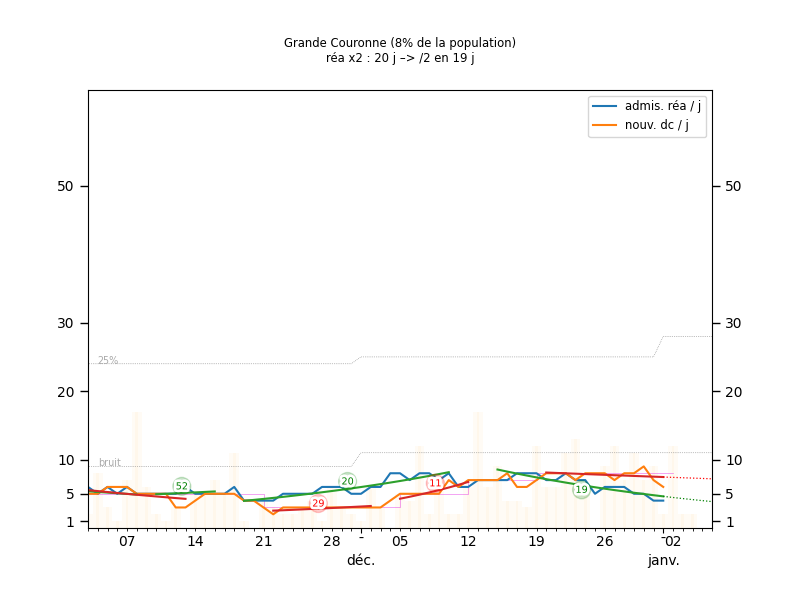 Grande Couronne (8% de la population)
réa x2 : 20 j –> /2 en 19 j
admis. réa / j
nouv. dc / j
50 50
30 30
25%
20 20
10 10
bruit
52
20
11
19
29
5 5
1 1
07 14 21 28 - 05 12 19 26 - 02
déc. janv.